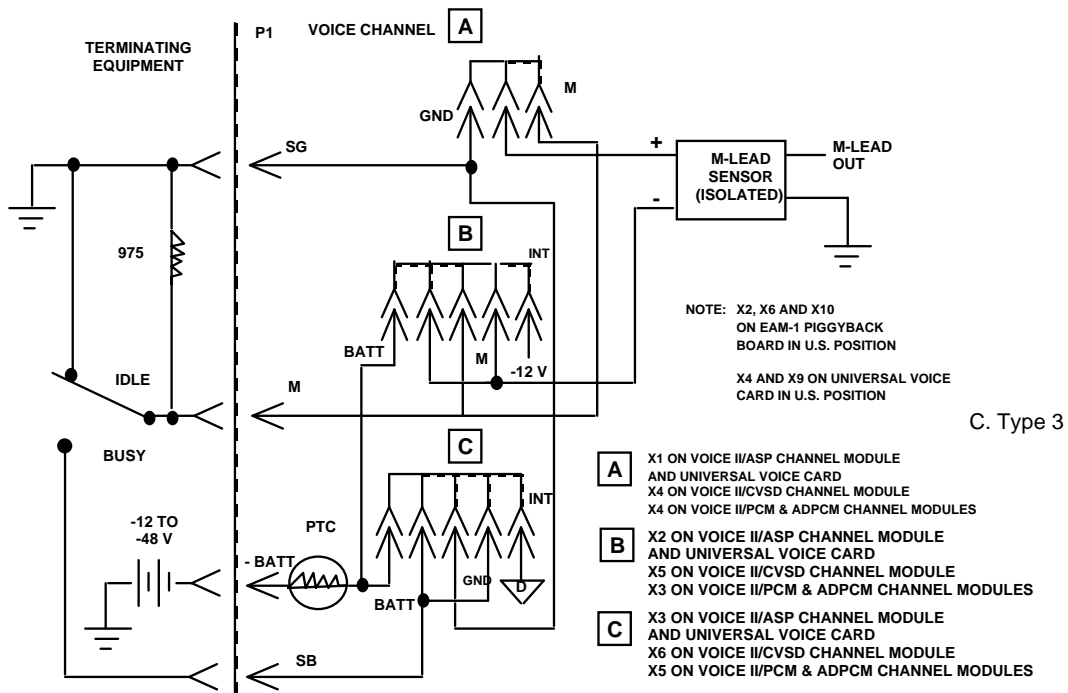 TERMINATING
EQUIPMENT
P1
VOICE CHANNEL
A
M
GND
SG
+
M-LEAD
SENSOR
(ISOLATED)
-
M-LEAD
OUT
975
B
INT
BATT
M
-12 V
NOTE: X2, X6 AND X10
ON EAM-1 PIGGYBACK
BOARD IN U.S. POSITION
X4 AND X9 ON UNIVERSAL VOICE
CARD IN U.S. POSITION
IDLE
M
C. Type 3
BUSY
C
INT
-12 TO
-48 V
PTC
- BATT
BATT
GND
D
SB
A
X1 ON VOICE II/ASP CHANNEL MODULE
AND UNIVERSAL VOICE CARD
X4 ON VOICE II/CVSD CHANNEL MODULE
X4 ON VOICE II/PCM & ADPCM CHANNEL MODULES
B
X2 ON VOICE II/ASP CHANNEL MODULE
AND UNIVERSAL VOICE CARD
X5 ON VOICE II/CVSD CHANNEL MODULE
X3 ON VOICE II/PCM & ADPCM CHANNEL MODULES
C
X3 ON VOICE II/ASP CHANNEL MODULE
AND UNIVERSAL VOICE CARD
X6 ON VOICE II/CVSD CHANNEL MODULE
X5 ON VOICE II/PCM & ADPCM CHANNEL MODULES